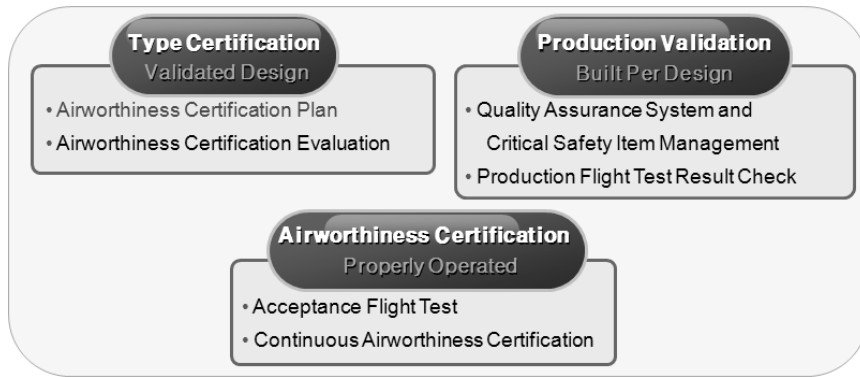 Type Certification
Validated Design
• Airworthiness Certification Plan
• Airworthiness Certification Evaluation
Production Validation
Built Per Design
• Quality Assurance System and
Critical Safety Item Management
• Production Flight Test Result Check
Airworthiness Certification
Properly Operated
• Acceptance Flight Test
• Continuous Airworthiness Certification